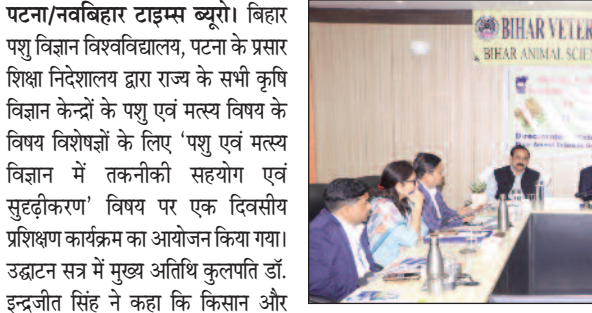 पटना/नवबिहार टाइम्स ब्यूरो। बिहार
पशु विज्ञान विश्वविद्यालय, पटना के प्रसार
शिक्षा निदेशालय द्वारा राज्य के सभी कृषि
विज्ञान केन्द्रों के पशु एवं मत्स्य विषय के
विषय विशेषज्ञों के लिए ‘पशु एवं मत्स्य
विज्ञान में तकनीकी सहयोग एवं
सुदृढ़ीकरण’ विषय पर एक दिवसीय
प्रशिक्षण कार्यक्रम का आयोजन किया गया।
उद्घाटन सत्र में मुख्य अतिथि कुलपति डॉ.
इन्द्रजीत सिंह ने कहा कि किसान और
BIHAR VETER
BIHAR ANIMAL SCIEN